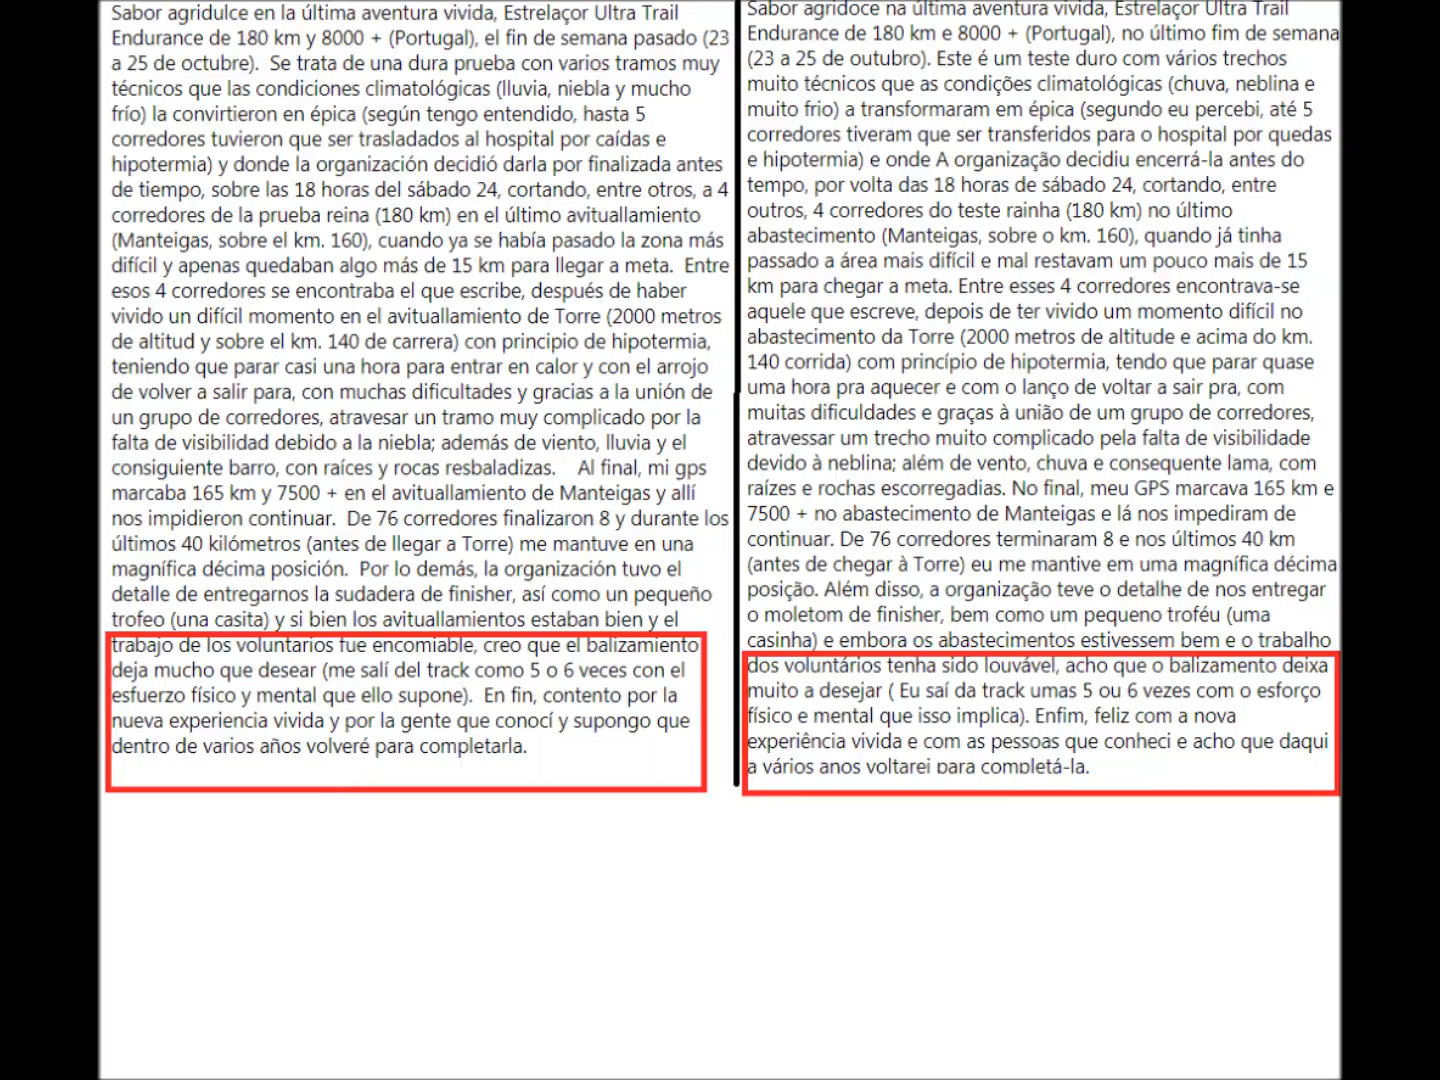 Sabor agridulce en la última aventura vivida, Estrelaçor Ultra Trail
Endurance de 180 km y 8000 + (Portugal), el fin de semana pasado (23
a 25 de octubre).  Se trata de una dura prueba con varios tramos muy
técnicos que las condiciones climatológicas (lluvia, niebla y mucho
frío) la convirtieron en épica (según tengo entendido, hasta 5
corredores tuvieron que ser trasladados al hospital por caídas e
hipotermia) y donde la organización decidió darla por finalizada antes
de tiempo, sobre las 18 horas del sábado 24, cortando, entre otros, a 4
corredores de la prueba reina (180 km) en el último avituallamiento
(Manteigas, sobre el km. 160), cuando ya se había pasado la zona más
difícil y apenas quedaban algo más de 15 km para llegar a meta.  Entre
esos 4 corredores se encontraba el que escribe, después de haber
vivido un difícil momento en el avituallamiento de Torre (2000 metros
de altitud y sobre el km. 140 de carrera) con principio de hipotermia,
teniendo que parar casi una hora para entrar en calor y con el arrojo
de volver a salir para, con muchas dificultades y gracias a la unión de
un grupo de corredores, atravesar un tramo muy complicado por la
falta de visibilidad debido a la niebla; además de viento, lluvia y el
consiguiente barro, con raíces y rocas resbaladizas.    Al final, mi gps
marcaba 165 km y 7500 + en el avituallamiento de Manteigas y allí
nos impidieron continuar.  De 76 corredores finalizaron 8 y durante los
últimos 40 kilómetros (antes de llegar a Torre) me mantuve en una
magnífica décima posición.  Por lo demás, la organización tuvo el
detalle de entregarnos la sudadera de finisher, así como un pequeño
trofeo (una casita) y si bien los avituallamientos estaban bien y el
trabajo de los voluntarios fue encomiable, creo que el balizamiento
deja mucho que desear (me salí del track como 5 o 6 veces con el
esfuerzo físico y mental que ello supone).  En fin, contento por la
nueva experiencia vivida y por la gente que conocí y supongo que
dentro de varios años volveré para completarla.
Sabor agridoce na última aventura vivida, Estrelaçor Ultra Trail
Endurance de 180 km e 8000 + (Portugal), no último fim de semana
(23 a 25 de outubro). Este é um teste duro com vários trechos
muito técnicos que as condições climatológicas (chuva, neblina e
muito frio) a transformaram em épica (segundo eu percebi, até 5
corredores tiveram que ser transferidos para o hospital por quedas
e hipotermia) e onde A organização decidiu encerrá-la antes do
tempo, por volta das 18 horas de sábado 24, cortando, entre
outros, 4 corredores do teste rainha (180 km) no último
abastecimento (Manteigas, sobre o km. 160), quando já tinha
passado a área mais difícil e mal restavam um pouco mais de 15
km para chegar a meta. Entre esses 4 corredores encontrava-se
aquele que escreve, depois de ter vivido um momento difícil no
abastecimento da Torre (2000 metros de altitude e acima do km.
140 corrida) com princípio de hipotermia, tendo que parar quase
uma hora pra aquecer e com o lanço de voltar a sair pra, com
muitas dificuldades e graças à união de um grupo de corredores,
atravessar um trecho muito complicado pela falta de visibilidade
devido à neblina; além de vento, chuva e consequente lama, com
raízes e rochas escorregadias. No final, meu GPS marcava 165 km e
7500 + no abastecimento de Manteigas e lá nos impediram de
continuar. De 76 corredores terminaram 8 e nos últimos 40 km
(antes de chegar à Torre) eu me mantive em uma magnífica décima
posição. Além disso, a organização teve o detalhe de nos entregar
o moletom de finisher, bem como um pequeno troféu (uma
casinha) e embora os abastecimentos estivessem bem e o trabalho
dos voluntários tenha sido louvável, acho que o balizamento deixa
muito a desejar ( Eu saí da track umas 5 ou 6 vezes com o esforço
físico e mental que isso implica). Enfim, feliz com a nova
experiência vivida e com as pessoas que conheci e acho que daqui
a vários anos voltarei para completá-la.